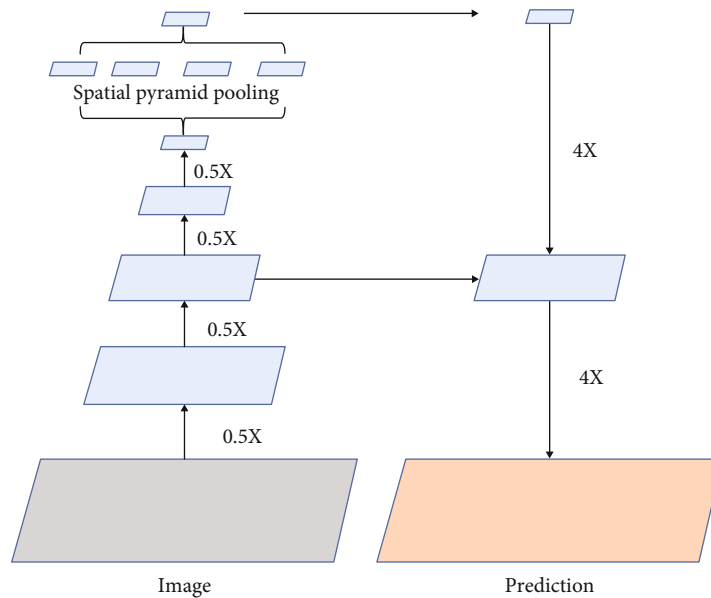 Spatial pyramid pooling
0.5X
4X
0.5X
0.5X
4X
0.5X
Image
Prediction